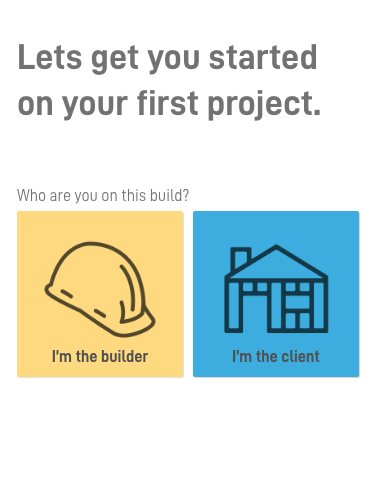 Lets get you started
on your first project.
Who are you on this build?
I'm the builder
I'm the client